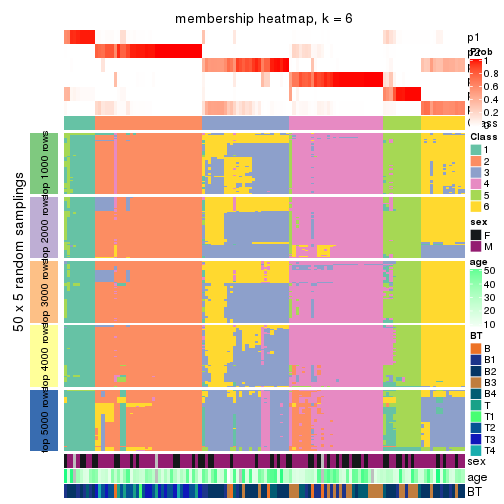 membership heatmap, k = 6
p1
p2
Prob
1
0.8
0.6
0.4
0.2
0
Class
50 x 5 random samplings
top 1000 rows
top 2000 rows
top 3000 rows
top 4000 rows
top 5000 rows
Class
1
2
3
4
5
6
sex
F
M
age
50
40
30
20
10
BT
B
B1
B2
B3
B4
T
T1
T2
T3
T4
sex
age
BT